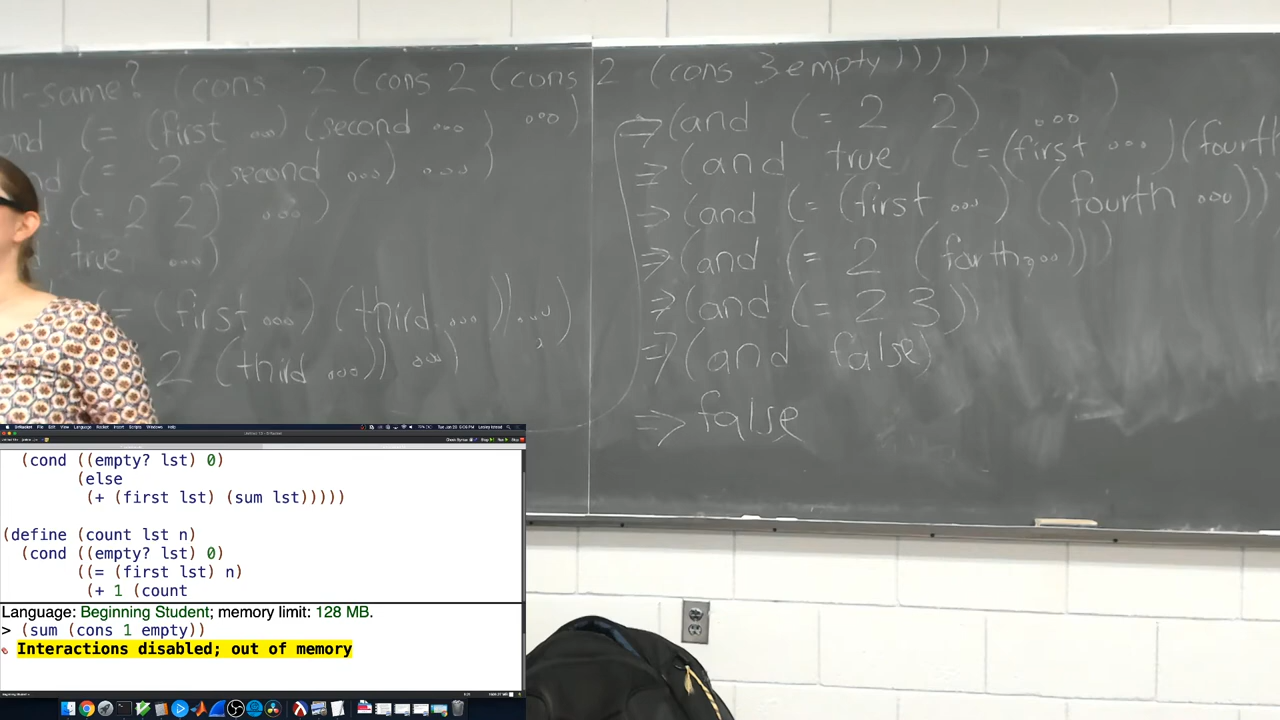 ll-same? (cons 2 (cons 2 (cons 2 (cons 3 empty)))))
and (= (first ...) (second ...) ...)
nd (= 2 (second ...) ....)
(= 2 2) ...)
true ...)
(= (first ...) (third ...)) ...)
2 (third ...)) ...)
=> (and (= 2 2) ... )
=> (and true (= (first ...) (fourth
=> (and (= (first ...) (fourth ...))
=> (and (= 2 (forth ...)))
=> (and (= 2 3))
=> (and false)
=> false
(cond ((empty? lst) 0)
(else
(+ (first lst) (sum lst)))))
(define (count lst n)
(cond ((empty? lst) 0)
((= (first lst) n)
(+ 1 (count
Language: Beginning Student; memory limit: 128 MB.
> (sum (cons 1 empty))
Interactions disabled; out of memory